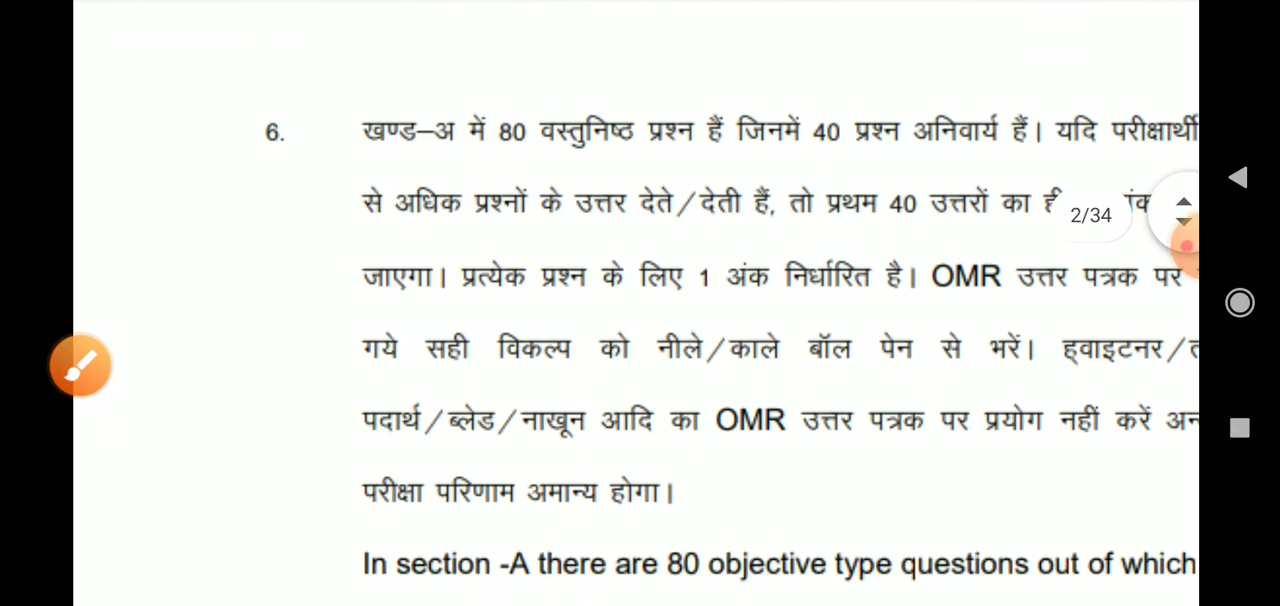 6. खण्ड–अ में 80 वस्तुनिष्ठ प्रश्न हैं जिनमें 40 प्रश्न अनिवार्य हैं। यदि परीक्षार्थी
से अधिक प्रश्नों के उत्तर देते/देती हैं, तो प्रथम 40 उत्तरों का
2/34
जाएगा। प्रत्येक प्रश्न के लिए 1 अंक निर्धारित है। OMR उत्तर पत्रक पर
गये सही विकल्प को नीले/काले बॉल पेन से भरें। ह्वाइटनर/
पदार्थ/ब्लेड/नाखून आदि का OMR उत्तर पत्रक पर प्रयोग नहीं करें
परीक्षा परिणाम अमान्य होगा।
In section -A there are 80 objective type questions out of which